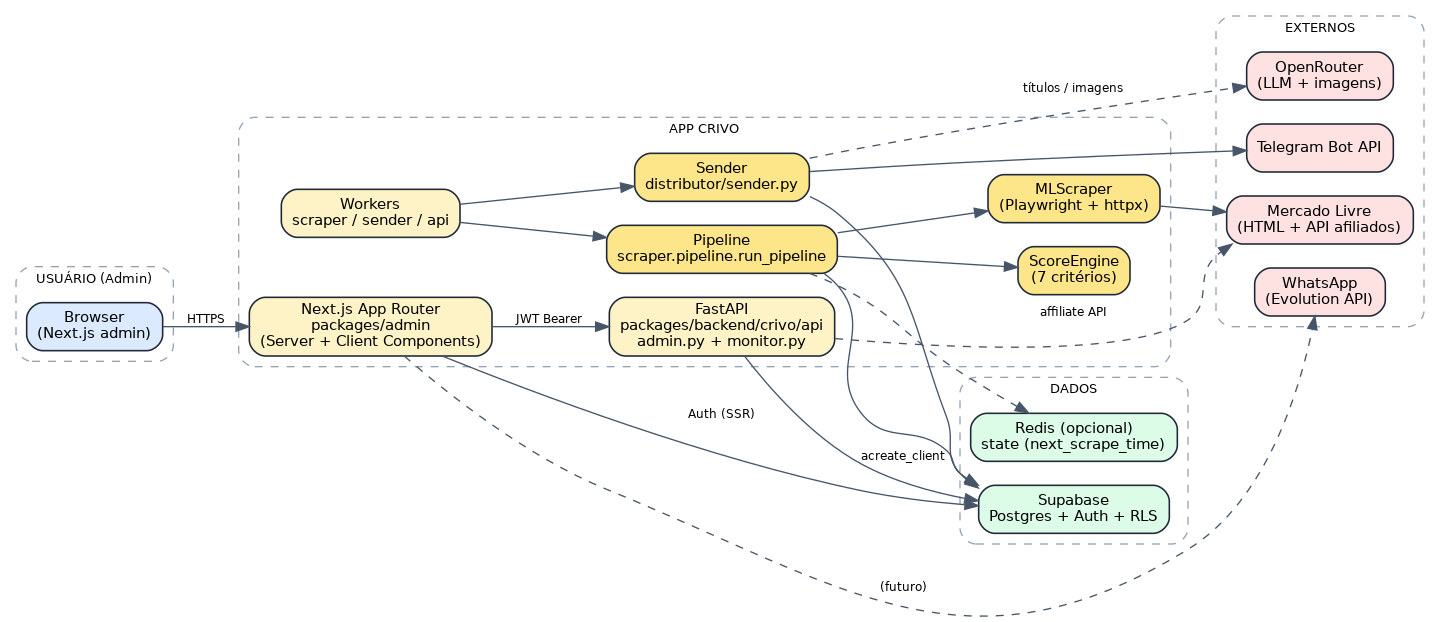 EXTERNOS
OpenRouter
(LLM + imagens)
títulos / imagens
APP CRIVO
Telegram Bot API
Sender
distributor/sender.py
MLScraper
(Playwright + httpx)
Workers
scraper / sender / api
Mercado Livre
(HTML + API afiliados)
Pipeline
scraper.pipeline.run_pipeline
ScoreEngine
(7 critérios)
WhatsApp
(Evolution API)
USUÁRIO (Admin)
Browser
(Next.js admin)
HTTPS
Next.js App Router
packages/admin
(Server + Client Components)
JWT Bearer
FastAPI
packages/backend/crivo/api
admin.py + monitor.py
affiliate API
DADOS
Redis (opcional)
state (next_scrape_time)
Auth (SSR)
acreate_client
Supabase
Postgres + Auth + RLS
(futuro)